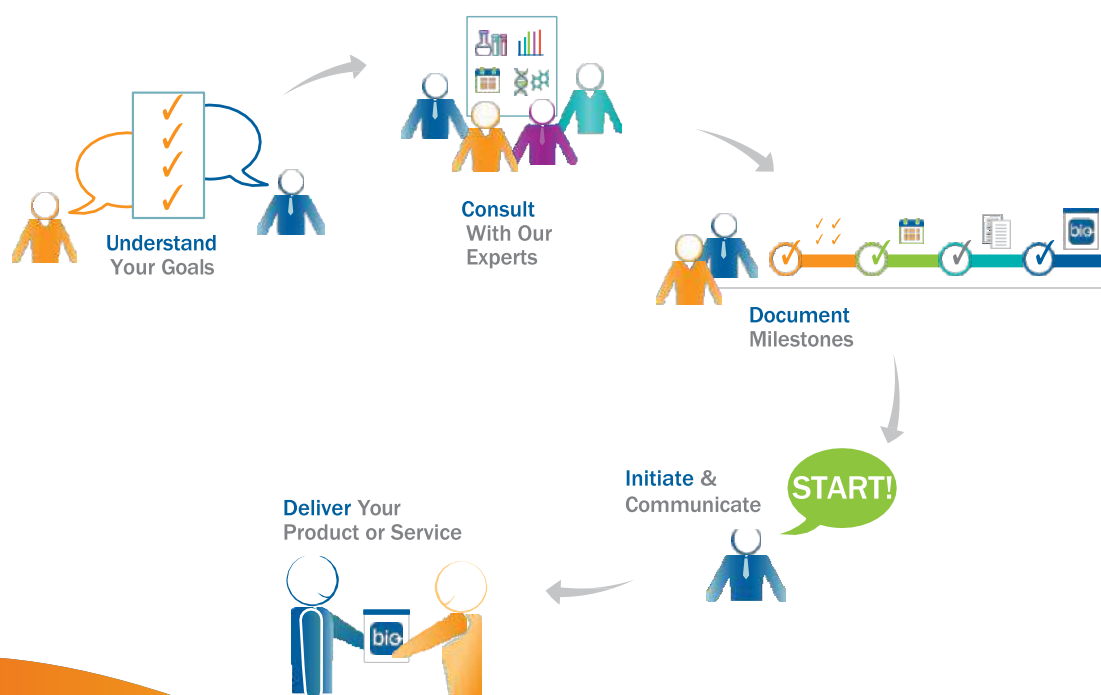 Understand
Your Goals
Consult
With Our
Experts
bio
Document
Milestones
START!
Initiate &
Communicate
Deliver Your
Product or Service
bio